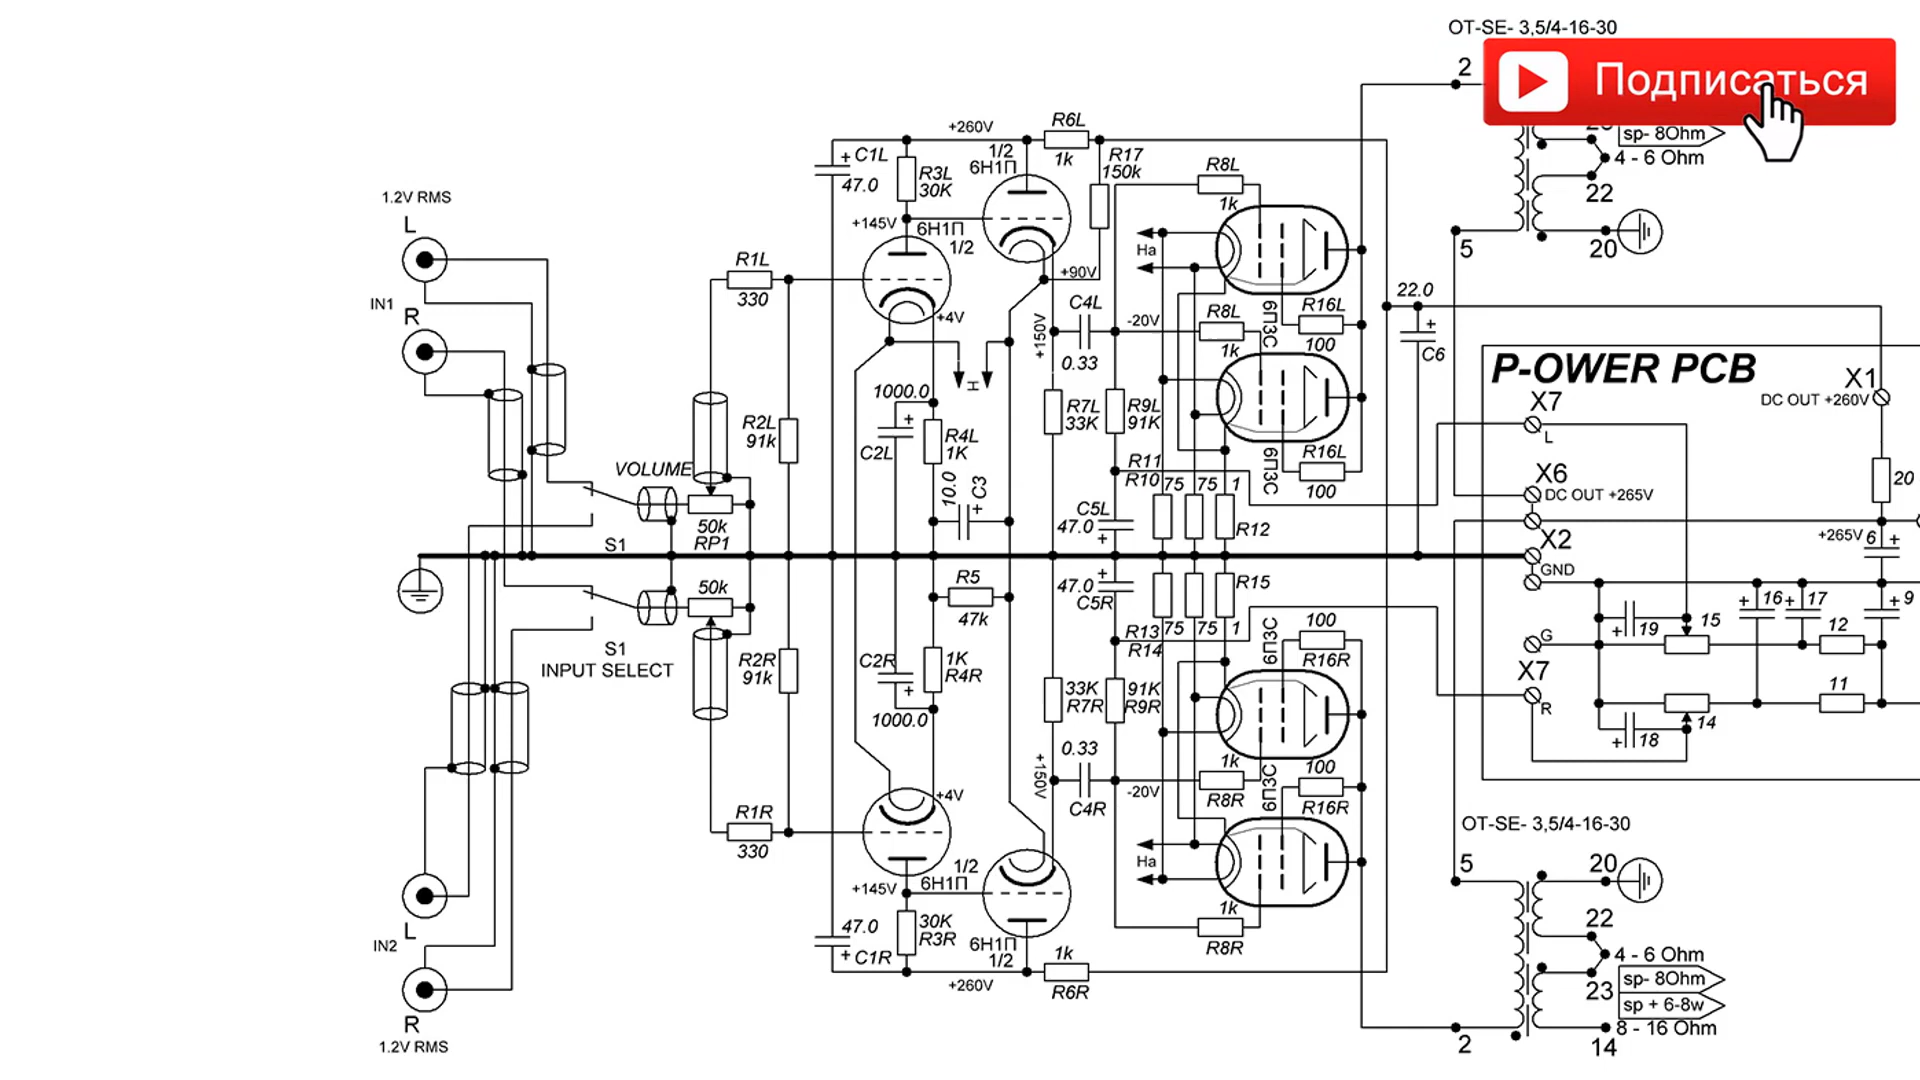 OT-SE- 3,5/4-16-30
2
Подписаться
sp- 8Ohm
4 - 6 Ohm
22
5
20
+260V
R6L
1k
1/2
6Н1П
R17
150k
C1L
+
47.0
R3L
30K
+145V
6Н1П
1/2
R8L
1k
1.2V RMS
L
IN1
R
R1L
330
+4V
+90V
Ha
C4L
0.33
+150V
-20V
R8L
1k
6П3С
R16L
100
22.0
+
C6
P-OWER PCB
X1
DC OUT +260V
X7
L
1000.0
+
C2L
R4L
1K
H
R7L
33K
R9L
91K
R2L
91k
VOLUME
6П3С
R16L
100
X6
DC OUT +265V
20
10.0
C3
+
R11
R10
75
75
1
R12
C5L
47.0
+
50k
RP1
S1
X2
GND
+265V
6
+
50k
R5
47k
+
47.0
C5R
R15
75
75
1
R13
R14
S1
INPUT SELECT
R2R
91k
C2R
+
1000.0
1K
R4R
33K
R7R
91K
R9R
6П3С
100
R16R
G
X7
R
+
19
15
16
+
17
+
12
+
9
11
14
+
18
0.33
C4R
+150V
-20V
1k
R8R
6П3С
100
R16R
R1R
330
+4V
+145V
1/2
6Н1П
Ha
1k
R8R
47.0
+
C1R
30K
R3R
6Н1П
1/2
+260V
1k
R6R
L
IN2
R
1.2V RMS
OT-SE- 3,5/4-16-30
5
20
22
4 - 6 Ohm
sp- 8Ohm
23
sp + 6-8w
8 - 16 Ohm
2
14